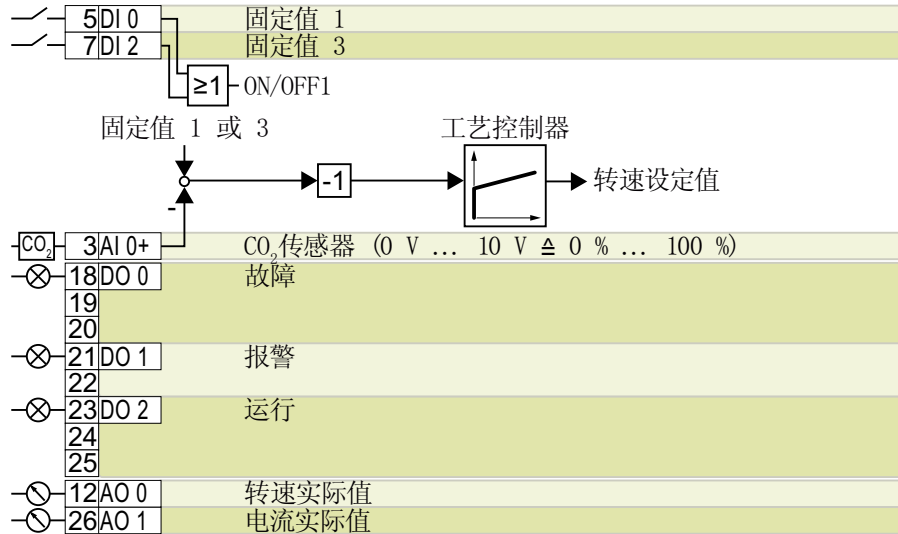 5 DI 0 固定值 1
7 DI 2 固定值 3
≥1 ON/OFF1
固定值 1 或 3 工艺控制器
-1 转速设定值
-
CO₂ 3 AI 0+ CO₂传感器 (0 V ... 10 V ≙ 0 % ... 100 %)
18 DO 0 故障
19
20
21 DO 1 报警
22
23 DO 2 运行
24
25
12 AO 0 转速实际值
26 AO 1 电流实际值